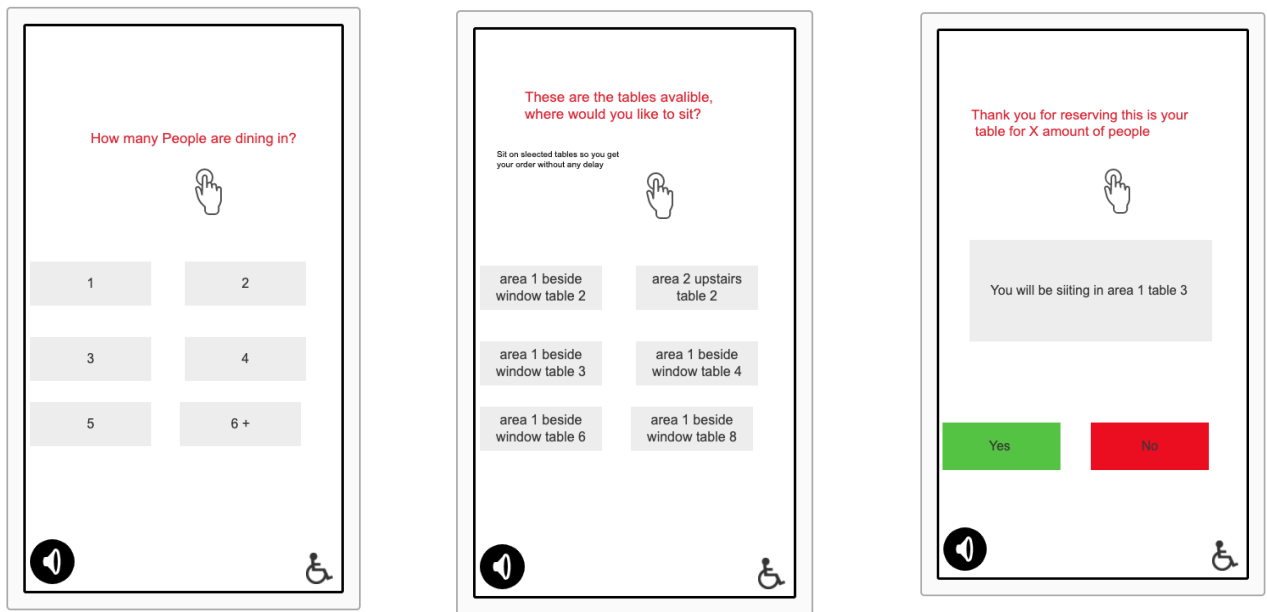 How many People are dining in?
1
2
3
4
5
6 +
These are the tables avalible,
where would you like to sit?
Sit on sleected tables so you get
your order without any delay
area 1 beside
window table 2
area 2 upstairs
table 2
area 1 beside
window table 3
area 1 beside
window table 4
area 1 beside
window table 6
area 1 beside
window table 8
Thank you for reserving this is your
table for X amount of people
You will be siiting in area 1 table 3
Yes
No